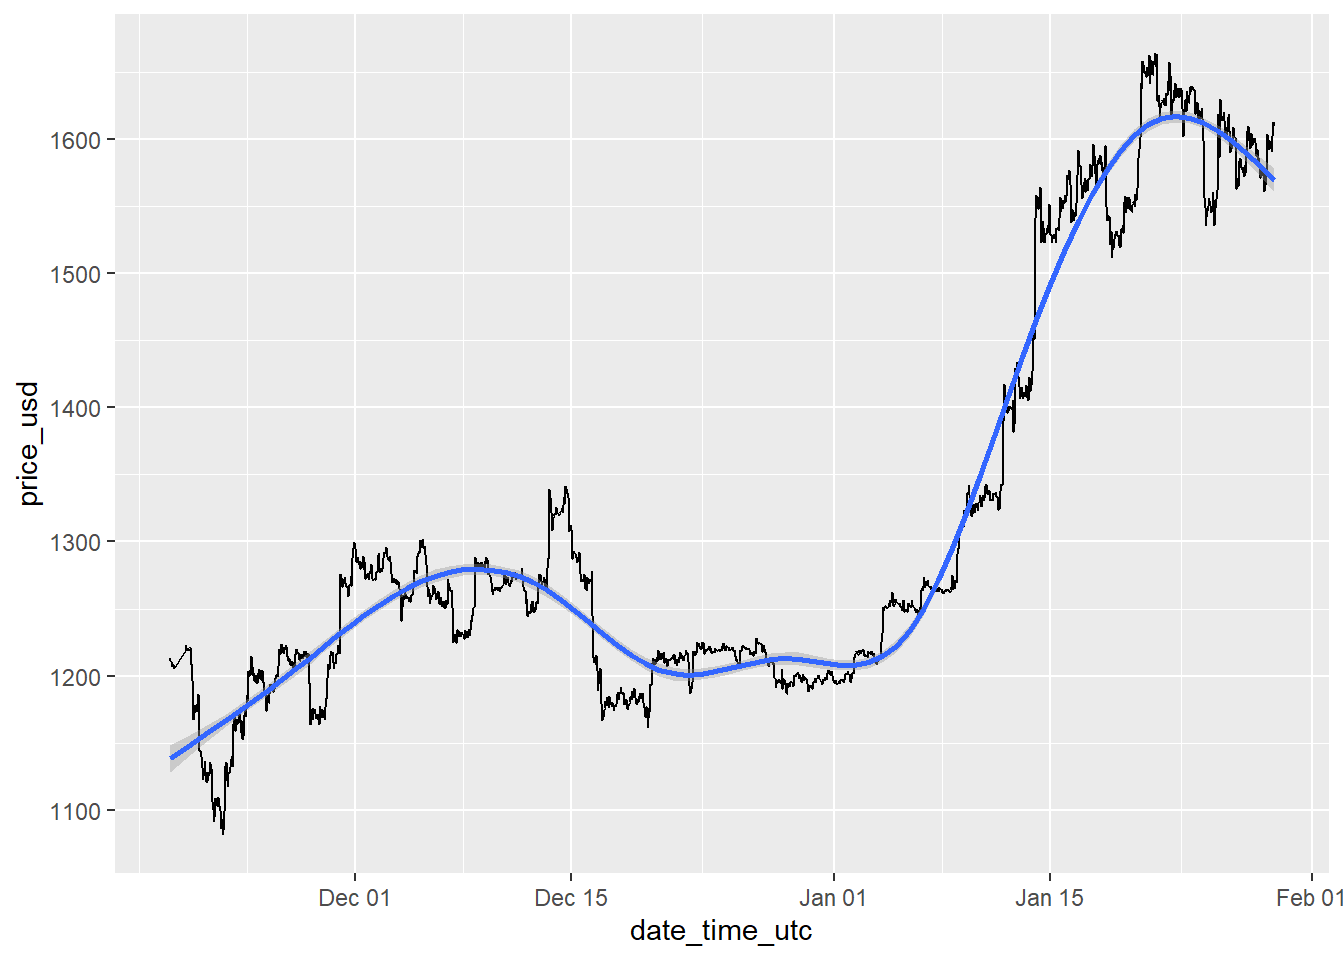 price_usd
1600
1500
1400
1300
1200
1100
Dec 01
Dec 15
Jan 01
Jan 15
Feb 01
date_time_utc